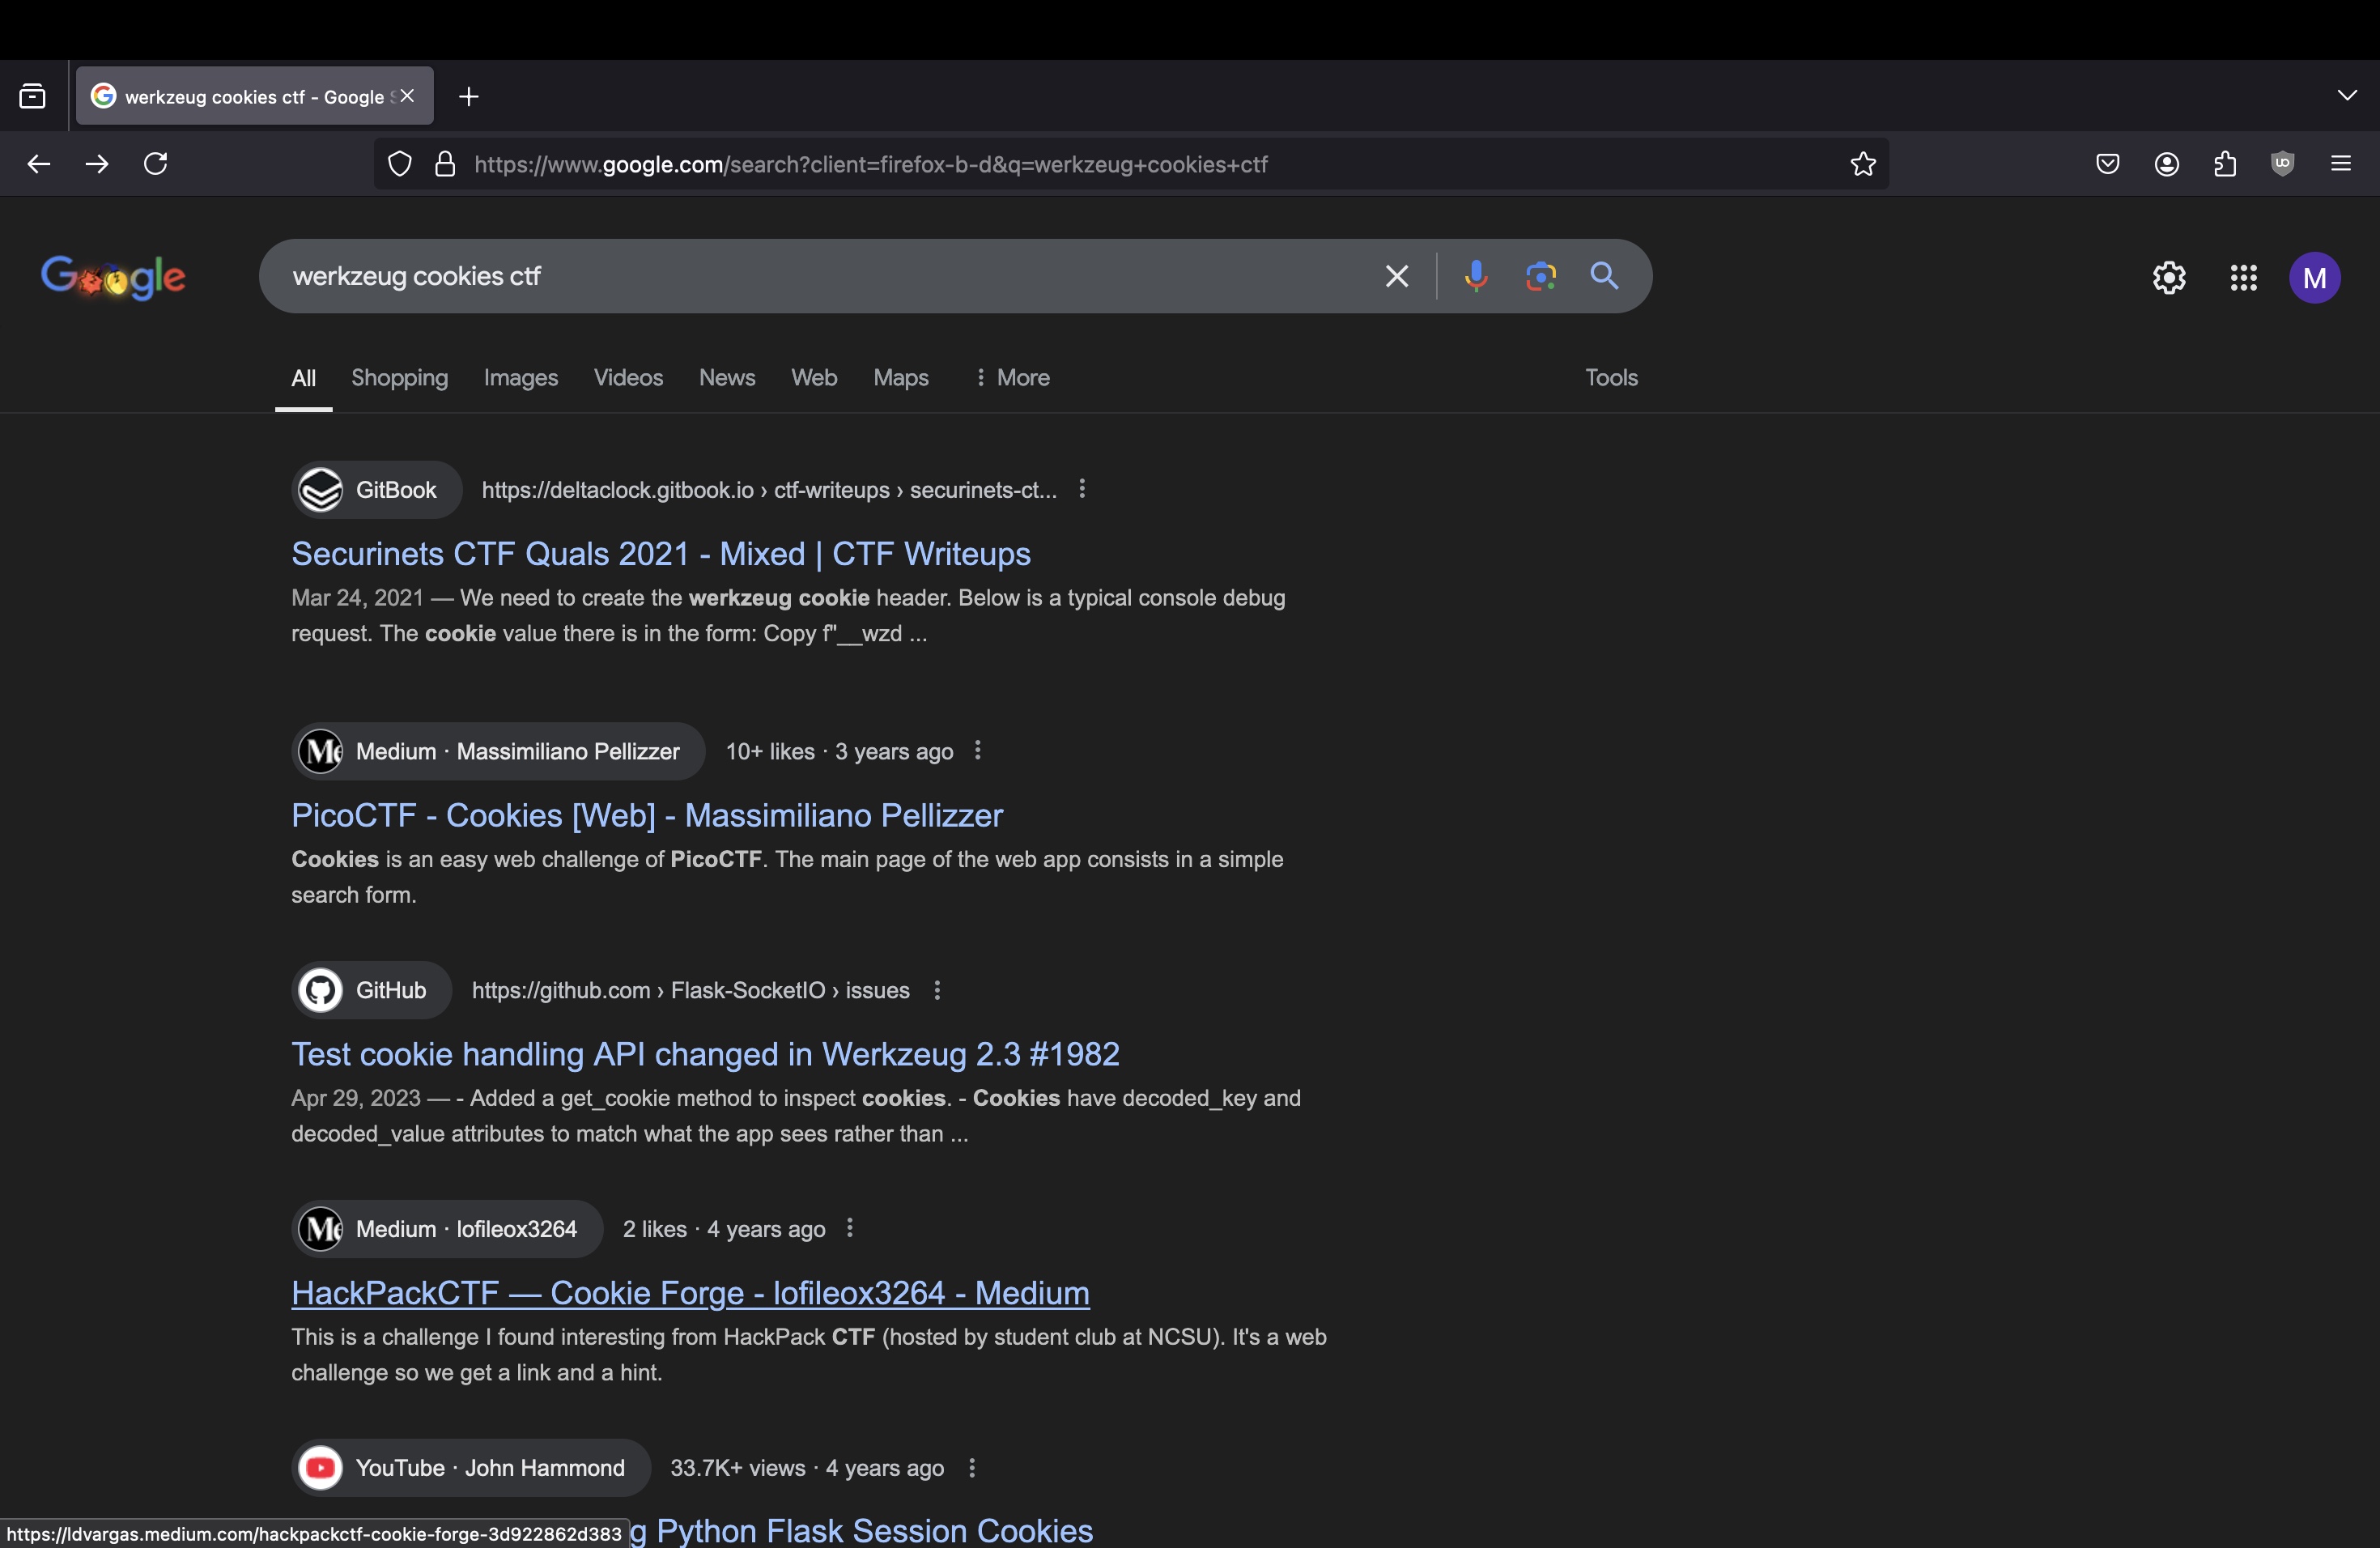 werkzeug cookies ctf - Google S
https://www.google.com/search?client=firefox-b-d&q=werkzeug+cookies+ctf
Google
werkzeug cookies ctf
M
All Shopping Images Videos News Web Maps More Tools
GitBook https://deltaclock.gitbook.io › ctf-writeups › securinets-ct...
Securinets CTF Quals 2021 - Mixed | CTF Writeups
Mar 24, 2021 — We need to create the werkzeug cookie header. Below is a typical console debug
request. The cookie value there is in the form: Copy f"__wzd ...
Medium · Massimiliano Pellizzer 10+ likes · 3 years ago
PicoCTF - Cookies [Web] - Massimiliano Pellizzer
Cookies is an easy web challenge of PicoCTF. The main page of the web app consists in a simple
search form.
GitHub https://github.com › Flask-SocketIO › issues
Test cookie handling API changed in Werkzeug 2.3 #1982
Apr 29, 2023 — - Added a get_cookie method to inspect cookies. - Cookies have decoded_key and
decoded_value attributes to match what the app sees rather than ...
Medium · lofileox3264 2 likes · 4 years ago
HackPackCTF — Cookie Forge - lofileox3264 - Medium
This is a challenge I found interesting from HackPack CTF (hosted by student club at NCSU). It's a web
challenge so we get a link and a hint.
YouTube · John Hammond 33.7K+ views · 4 years ago
g Python Flask Session Cookies
https://ldvargas.medium.com/hackpackctf-cookie-forge-3d922862d383